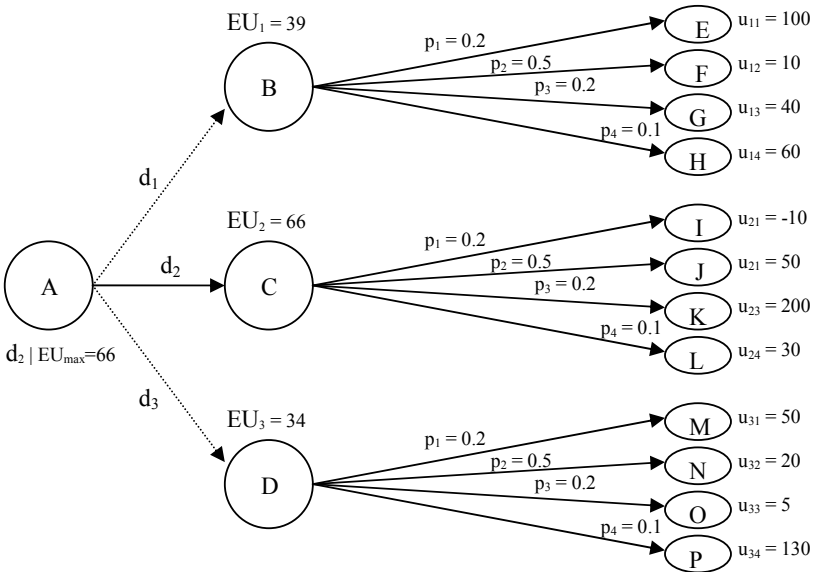 EU₁ = 39
B
p₁ = 0.2
p₂ = 0.5
p₃ = 0.2
p₄ = 0.1
E
u₁₁ = 100
F
u₁₂ = 10
G
u₁₃ = 40
H
u₁₄ = 60
d₁
A
d₂
d₂ | EUmax=66
d₃
EU₂ = 66
C
p₁ = 0.2
p₂ = 0.5
p₃ = 0.2
p₄ = 0.1
I
u₂₁ = -10
J
u₂₁ = 50
K
u₂₃ = 200
L
u₂₄ = 30
EU₃ = 34
D
p₁ = 0.2
p₂ = 0.5
p₃ = 0.2
p₄ = 0.1
M
u₃₁ = 50
N
u₃₂ = 20
O
u₃₃ = 5
P
u₃₄ = 130